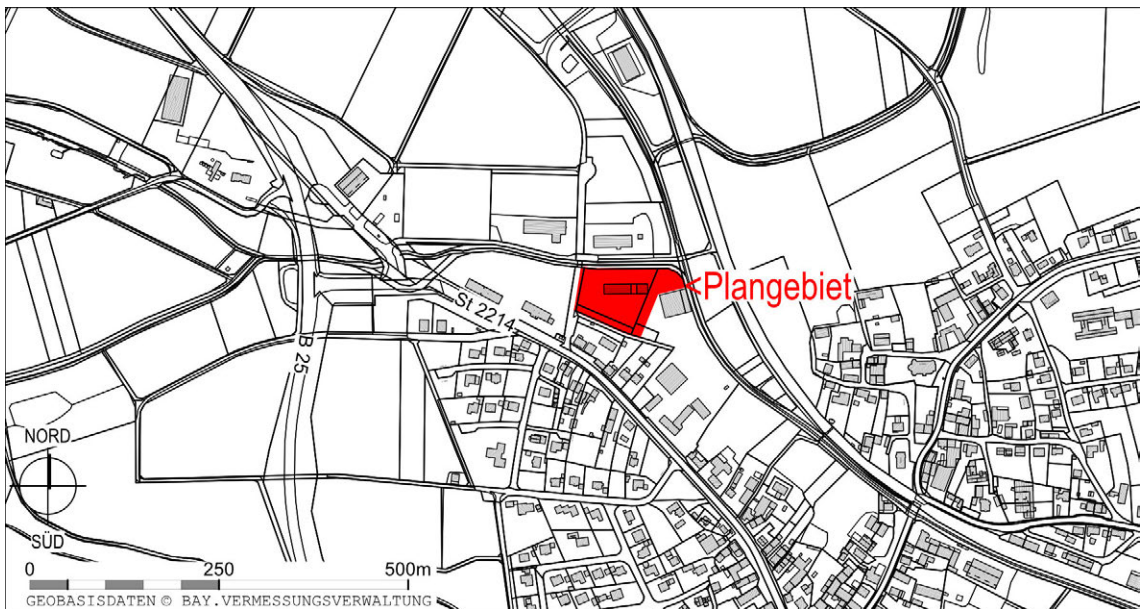 <Plangebiet
St 2214
B 25
NORD
SÜD
0 250 500m
GEOBASISDATEN © BAY.VERMESSUNGSVERWALTUNG